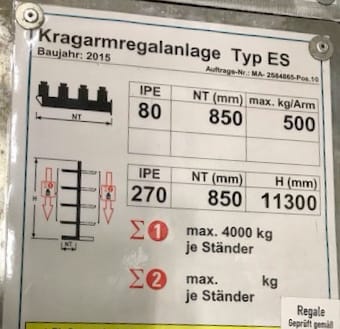 Kragarmregalanlage Typ ES
Baujahr: 2015
Auftrags-Nr.: MA- 2584865-Pos.10
IPE NT (mm) max. kg/Arm
80 850 500
NT
IPE NT (mm) H (mm)
270 850 11300
H
NT
Σ1 max. 4000 kg
je Ständer
Σ2 max. kg
je Ständer
Regale
Geprüft gemäß